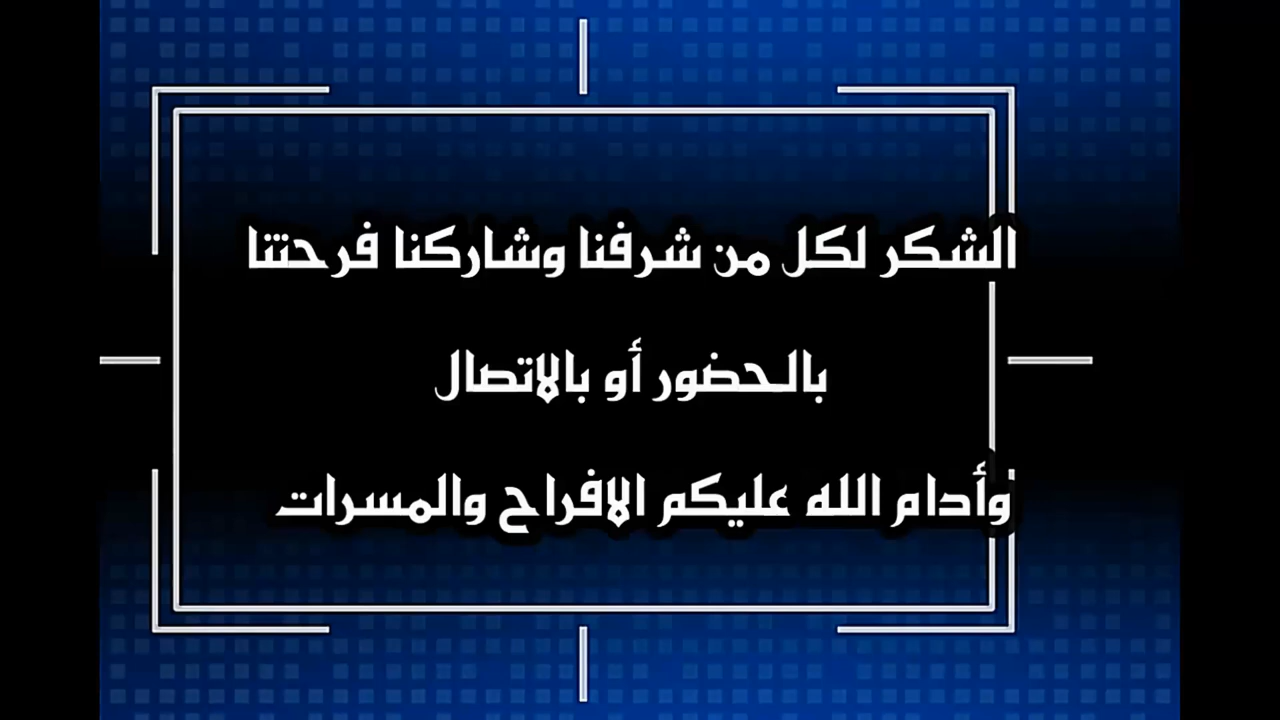 الشكر لكل من شرفنا وشاركنا فرحتنا
بالحضور أو بالاتصال
وأدام الله عليكم الافراح والمسرات